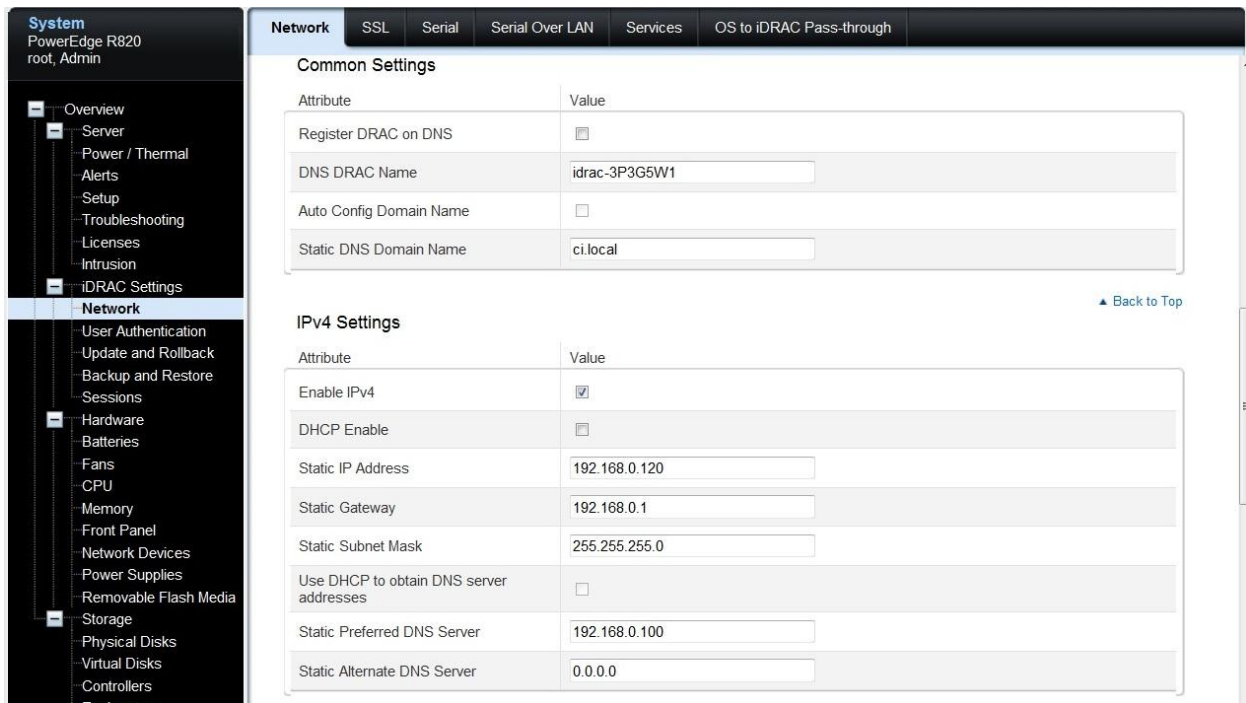 System
PowerEdge R820
root, Admin
Overview
Server
Power / Thermal
Alerts
Setup
Troubleshooting
Licenses
Intrusion
iDRAC Settings
Network
User Authentication
Update and Rollback
Backup and Restore
Sessions
Hardware
Batteries
Fans
CPU
Memory
Front Panel
Network Devices
Power Supplies
Removable Flash Media
Storage
Physical Disks
Virtual Disks
Controllers
Network SSL Serial Serial Over LAN Services OS to iDRAC Pass-through
Common Settings
Attribute Value
Register DRAC on DNS
DNS DRAC Name idrac-3P3G5W1
Auto Config Domain Name
Static DNS Domain Name ci.local
▲ Back to Top
IPv4 Settings
Attribute Value
Enable IPv4
DHCP Enable
Static IP Address 192.168.0.120
Static Gateway 192.168.0.1
Static Subnet Mask 255.255.255.0
Use DHCP to obtain DNS server
addresses
Static Preferred DNS Server 192.168.0.100
Static Alternate DNS Server 0.0.0.0